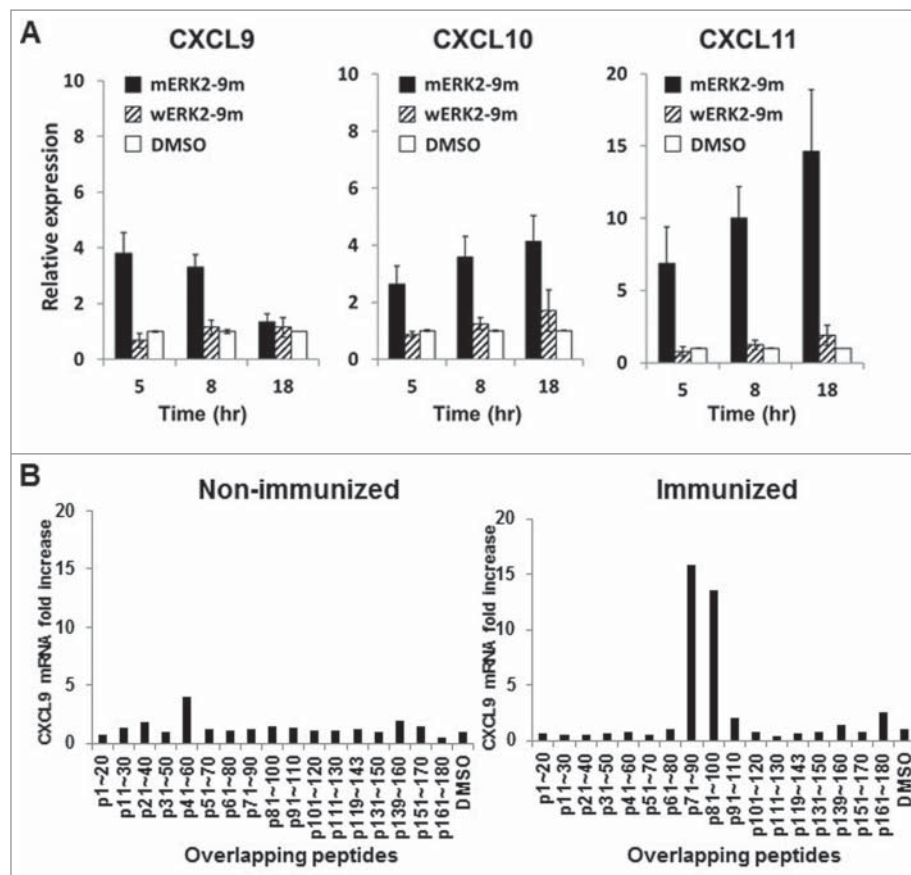 A
CXCL9
CXCL10
CXCL11
Relative expression
10
8
6
4
2
0
mERK2-9m
wERK2-9m
DMSO
5 8 18
Time (hr)
10
8
6
4
2
0
mERK2-9m
wERK2-9m
DMSO
5 8 18
Time (hr)
20
15
10
5
0
mERK2-9m
wERK2-9m
DMSO
5 8 18
Time (hr)
B
Non-immunized
CXCL9 mRNA fold increase
20
15
10
5
0
p1~20
p11~30
p21~40
p31~50
p41~60
p51~70
p61~80
p71~90
p81~100
p91~110
p101~120
p111~130
p119~143
p131~150
p139~160
p151~170
p161~180
DMSO
Overlapping peptides
Immunized
CXCL9 mRNA fold increase
20
15
10
5
0
p1~20
p11~30
p21~40
p31~50
p41~60
p51~70
p61~80
p71~90
p81~100
p91~110
p101~120
p111~130
p119~143
p131~150
p139~160
p151~170
p161~180
DMSO
Overlapping peptides